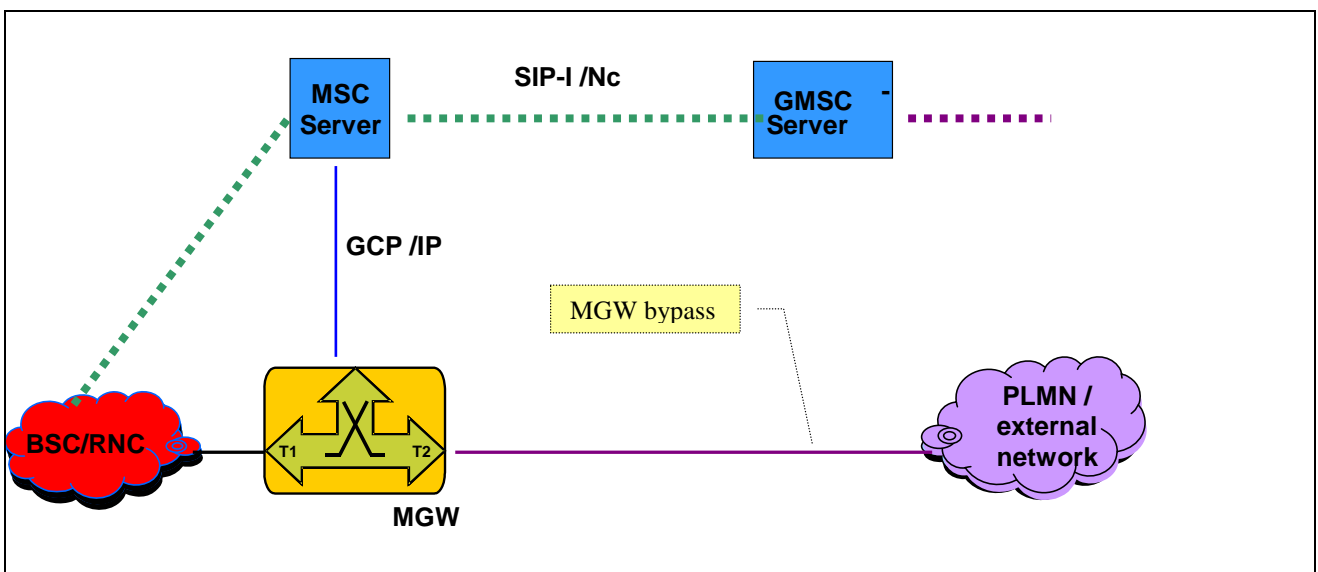 SIP-I /Nc
MSC
Server
GMSC -
Server
GCP /IP
MGW bypass
PLMN /
external
network
BSC/RNC
T1
T2
MGW